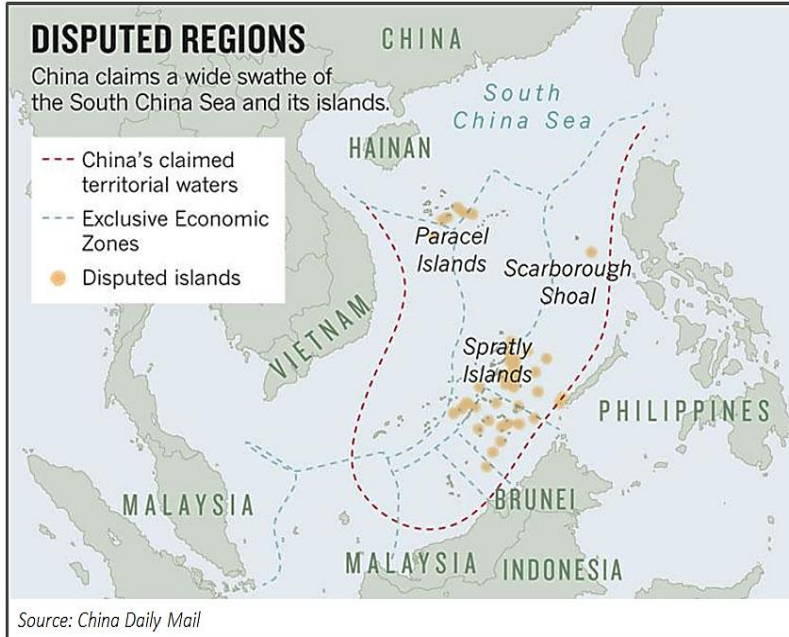 DISPUTED REGIONS
China claims a wide swathe of
the South China Sea and its islands.
China's claimed
territorial waters
Exclusive Economic
Zones
Disputed islands
CHINA
South
China Sea
HAINAN
Paracel
Islands
Scarborough
Shoal
VIETNAM
Spratly
Islands
PHILIPPINES
MALAYSIA
BRUNEI
MALAYSIA
INDONESIA
Source: China Daily Mail